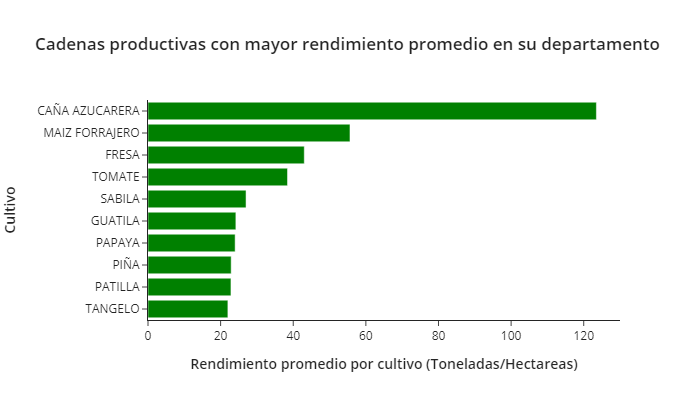 Cadenas productivas con mayor rendimiento promedio en su departamento
Cultivo
CAÑA AZUCARERA
MAIZ FORRAJERO
FRESA
TOMATE
SABILA
GUATILA
PAPAYA
PIÑA
PATILLA
TANGELO
0 20 40 60 80 100 120
Rendimiento promedio por cultivo (Toneladas/Hectareas)